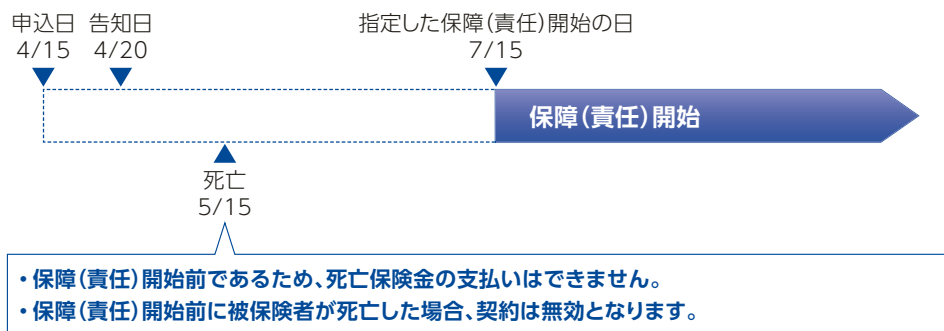 申込日 告知日 指定した保障(責任)開始の日
4/15 4/20 7/15
保障(責任)開始
死亡
5/15
・保障(責任)開始前であるため、死亡保険金の支払いはできません。
・保障(責任)開始前に被保険者が死亡した場合、契約は無効となります。